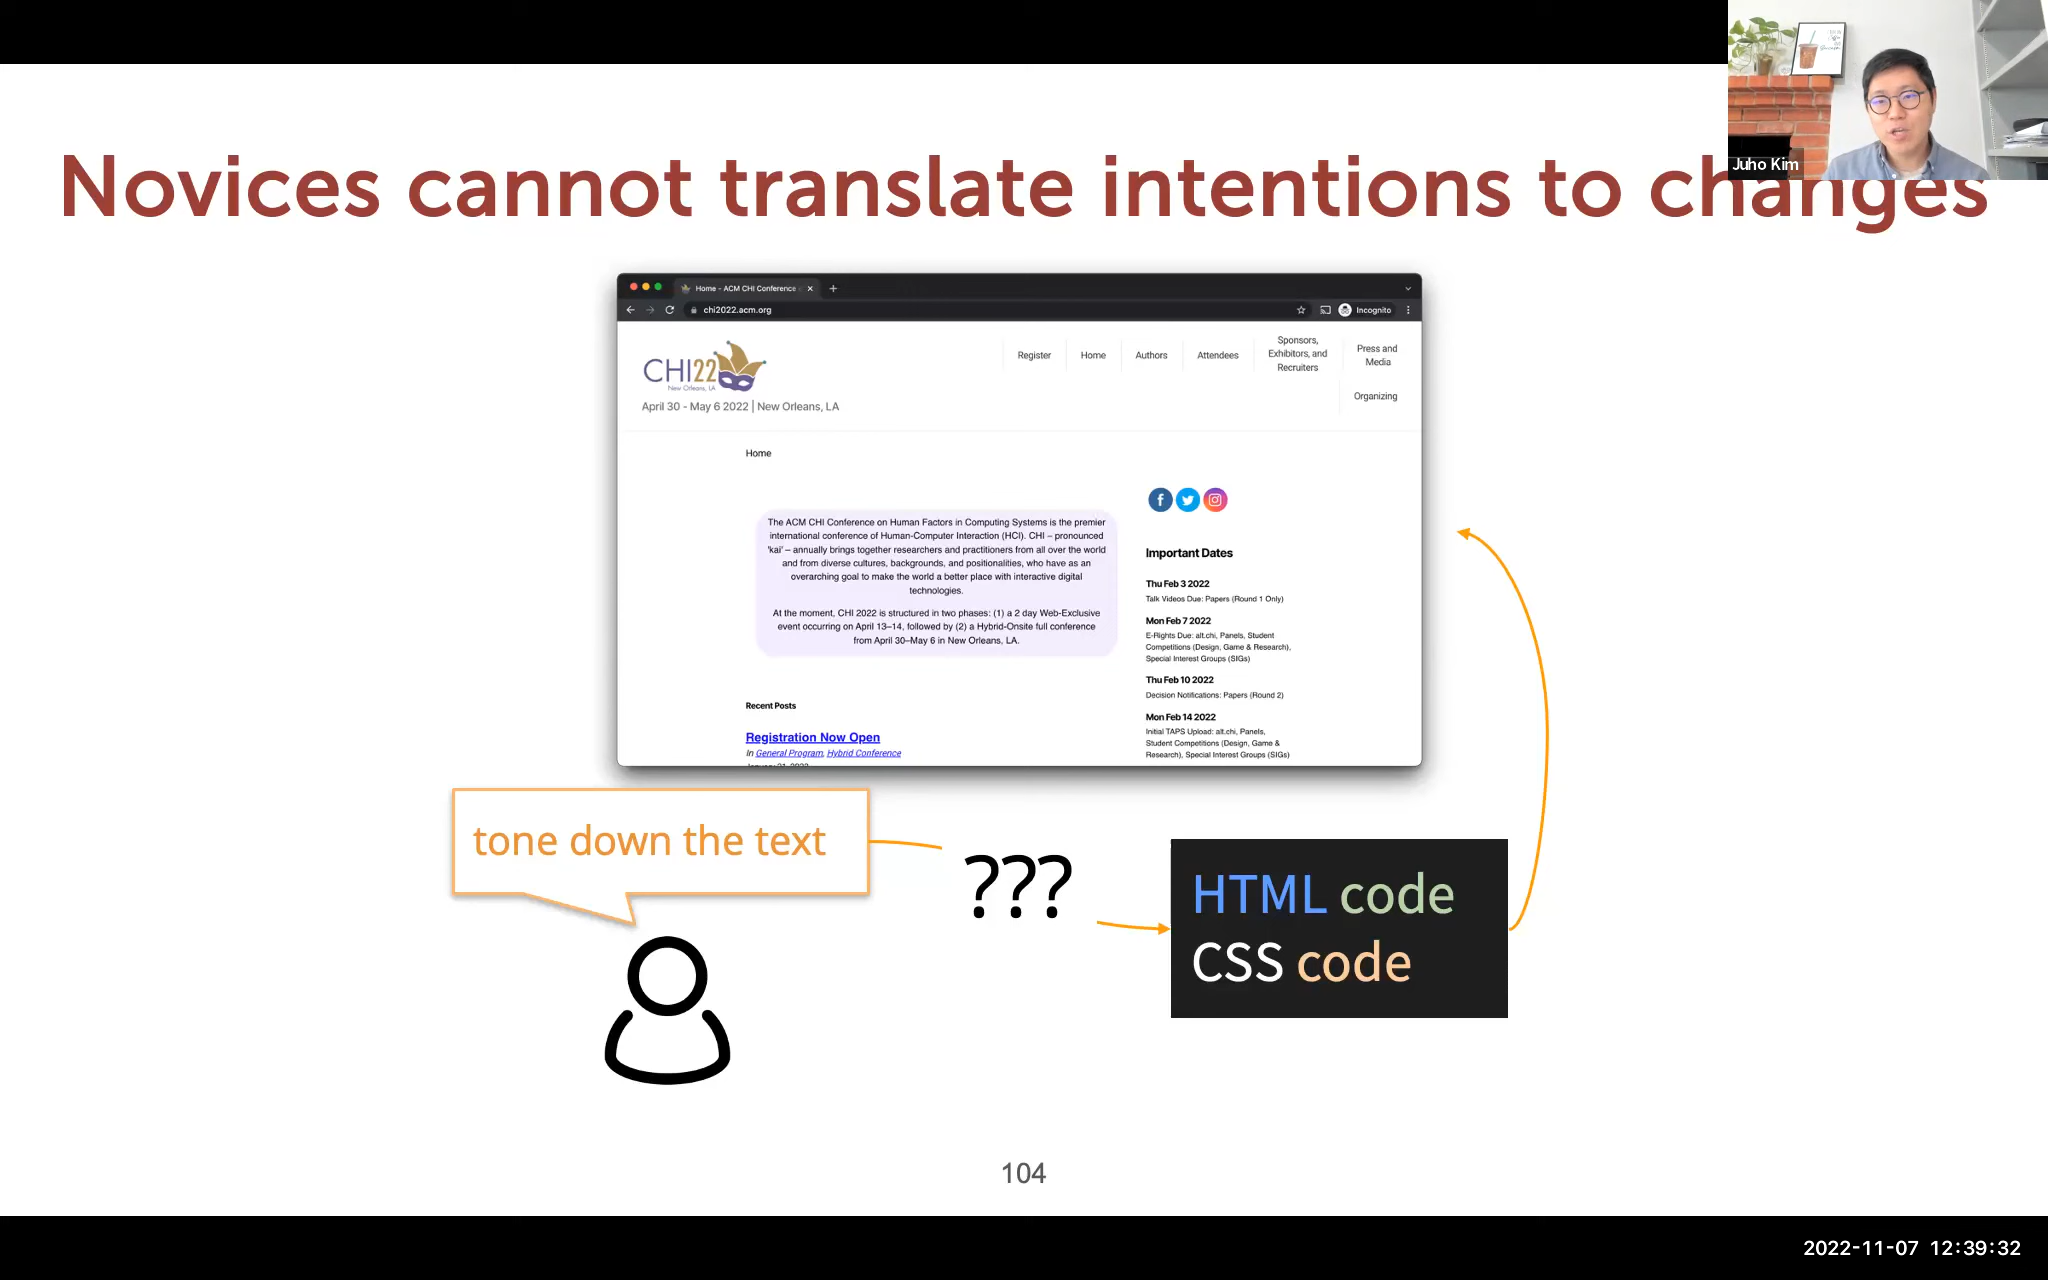 Juho Kim
Novices cannot translate intentions to changes
Home - ACM CHI Conference
chi2022.acm.org
Incognito
CHI22
New Orleans, LA
April 30 - May 6 2022 | New Orleans, LA
Register
Home
Authors
Attendees
Sponsors,
Exhibitors, and
Recruiters
Press and
Media
Organizing
Home
The ACM CHI Conference on Human Factors in Computing Systems is the premier
international conference of Human-Computer Interaction (HCI). CHI – pronounced
'kai' – annually brings together researchers and practitioners from all over the world
and from diverse cultures, backgrounds, and positionalities, who have as an
overarching goal to make the world a better place with interactive digital
technologies.
At the moment, CHI 2022 is structured in two phases: (1) a 2 day Web-Exclusive
event occurring on April 13–14, followed by (2) a Hybrid-Onsite full conference
from April 30–May 6 in New Orleans, LA.
Recent Posts
Registration Now Open
In General Program, Hybrid Conference
Important Dates
Thu Feb 3 2022
Talk Videos Due: Papers (Round 1 Only)
Mon Feb 7 2022
E-Rights Due: alt.chi, Panels, Student
Competitions (Design, Game & Research),
Special Interest Groups (SIGs)
Thu Feb 10 2022
Decision Notifications: Papers (Round 2)
Mon Feb 14 2022
Initial TAPS Upload: alt.chi, Panels,
Student Competitions (Design, Game &
Research), Special Interest Groups (SIGs)
tone down the text
???
HTML code
CSS code
104
2022-11-07 12:39:32